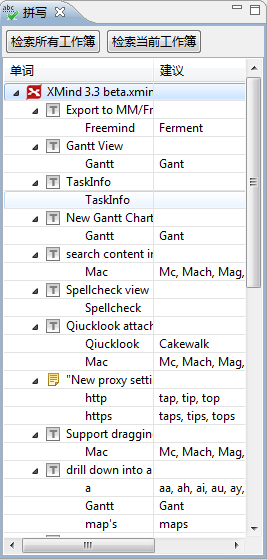 拼写
检索所有工作簿 检索当前工作簿
单词 建议
XMind 3.3 beta.xmin
Export to MM/Fr
Freemind Ferment
Gantt View
Gantt Gant
TaskInfo
TaskInfo
New Gantt Chart
Gantt Gant
search content in
Mac Mc, Mach, Mag,
Spellcheck view
Spellcheck
Qiucklook attach
Qiucklook Cakewalk
Mac Mc, Mach, Mag,
"New proxy setti
http tap, tip, top
https taps, tips, tops
Support dragging
Mac Mc, Mach, Mag,
drill down into a
a aa, ah, ai, au, ay,
Gantt Gant
map's maps